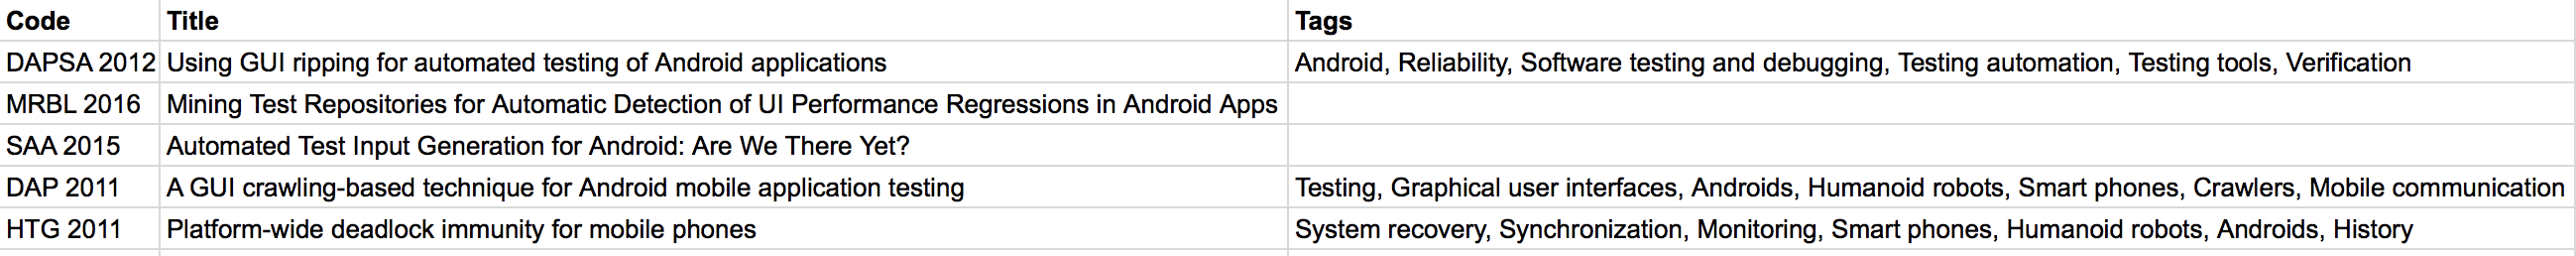 Code Title Tags
DAPSA 2012 Using GUI ripping for automated testing of Android applications Android, Reliability, Software testing and debugging, Testing automation, Testing tools, Verification
MRBL 2016 Mining Test Repositories for Automatic Detection of UI Performance Regressions in Android Apps
SAA 2015 Automated Test Input Generation for Android: Are We There Yet?
DAP 2011 A GUI crawling-based technique for Android mobile application testing Testing, Graphical user interfaces, Androids, Humanoid robots, Smart phones, Crawlers, Mobile communication
HTG 2011 Platform-wide deadlock immunity for mobile phones System recovery, Synchronization, Monitoring, Smart phones, Humanoid robots, Androids, History